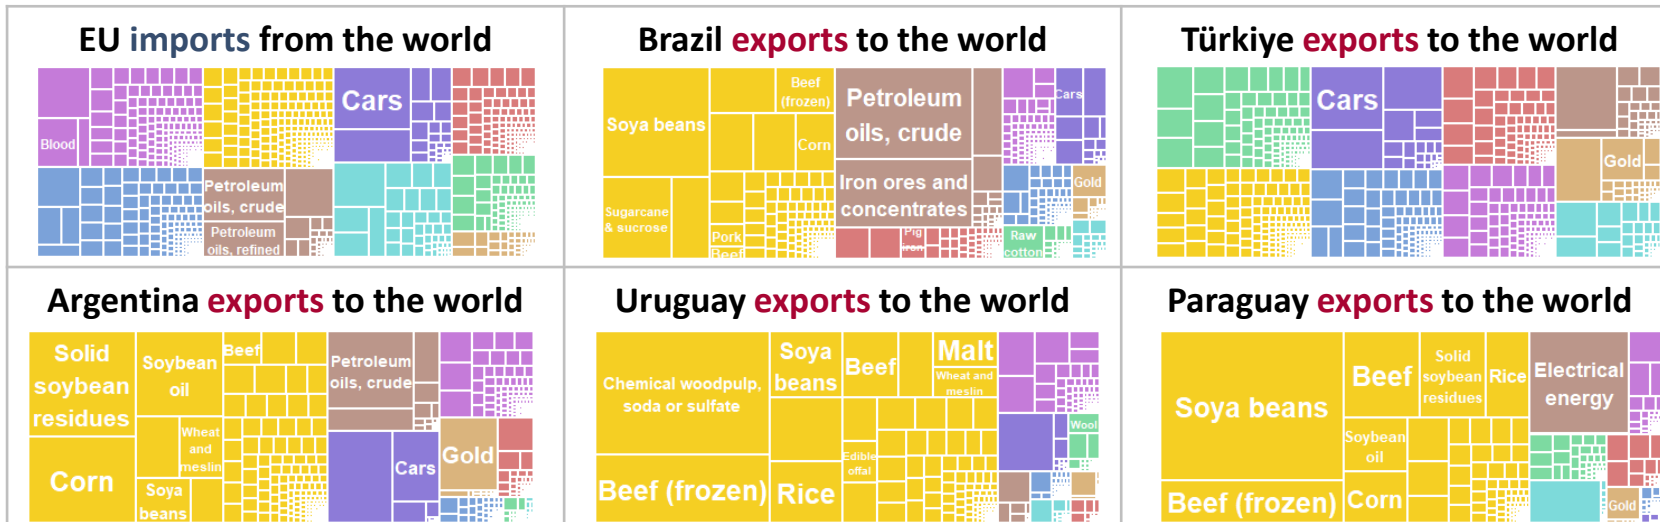 EU imports from the world
Blood
Petroleum
oils, crude
Petroleum
oils, refined
Cars
Brazil exports to the world
Soya beans
Sugarcane
& sucrose
Beef
(frozen)
Corn
Pork
Beef
Petroleum
oils, crude
Iron ores and
concentrates
Pig
iron
Cars
Gold
Raw
cotton
Türkiye exports to the world
Cars
Gold
Argentina exports to the world
Solid
soybean
residues
Corn
Soybean
oil
Wheat
and
meslin
Soya
beans
Beef
Petroleum
oils, crude
Cars
Gold
Uruguay exports to the world
Chemical woodpulp,
soda or sulfate
Beef (frozen)
Soya
beans
Rice
Beef
Edible
offal
Malt
Wheat and
meslin
Wool
Paraguay exports to the world
Soya beans
Beef (frozen)
Beef
Solid
soybean
residues
Rice
Soybean
oil
Corn
Electrical
energy
Gold